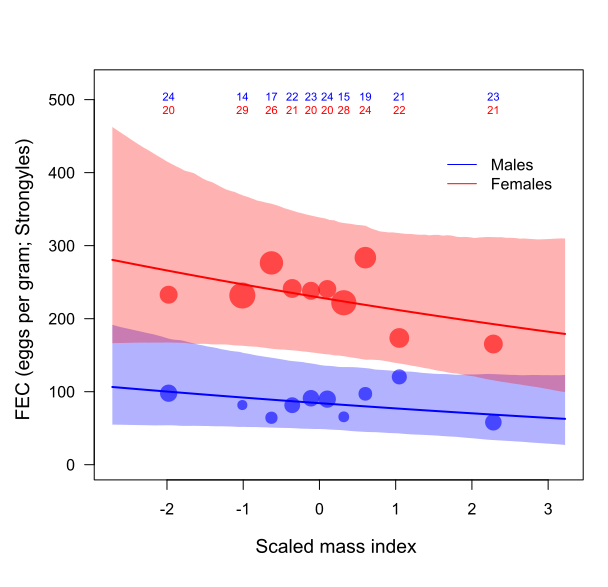 500
400
300
200
100
0
FEC (eggs per gram; Strongyles)
24 14 17 22 23 24 15 19 21 23
20 29 26 21 20 20 28 24 22 21
Males
Females
-2 -1 0 1 2 3
Scaled mass index